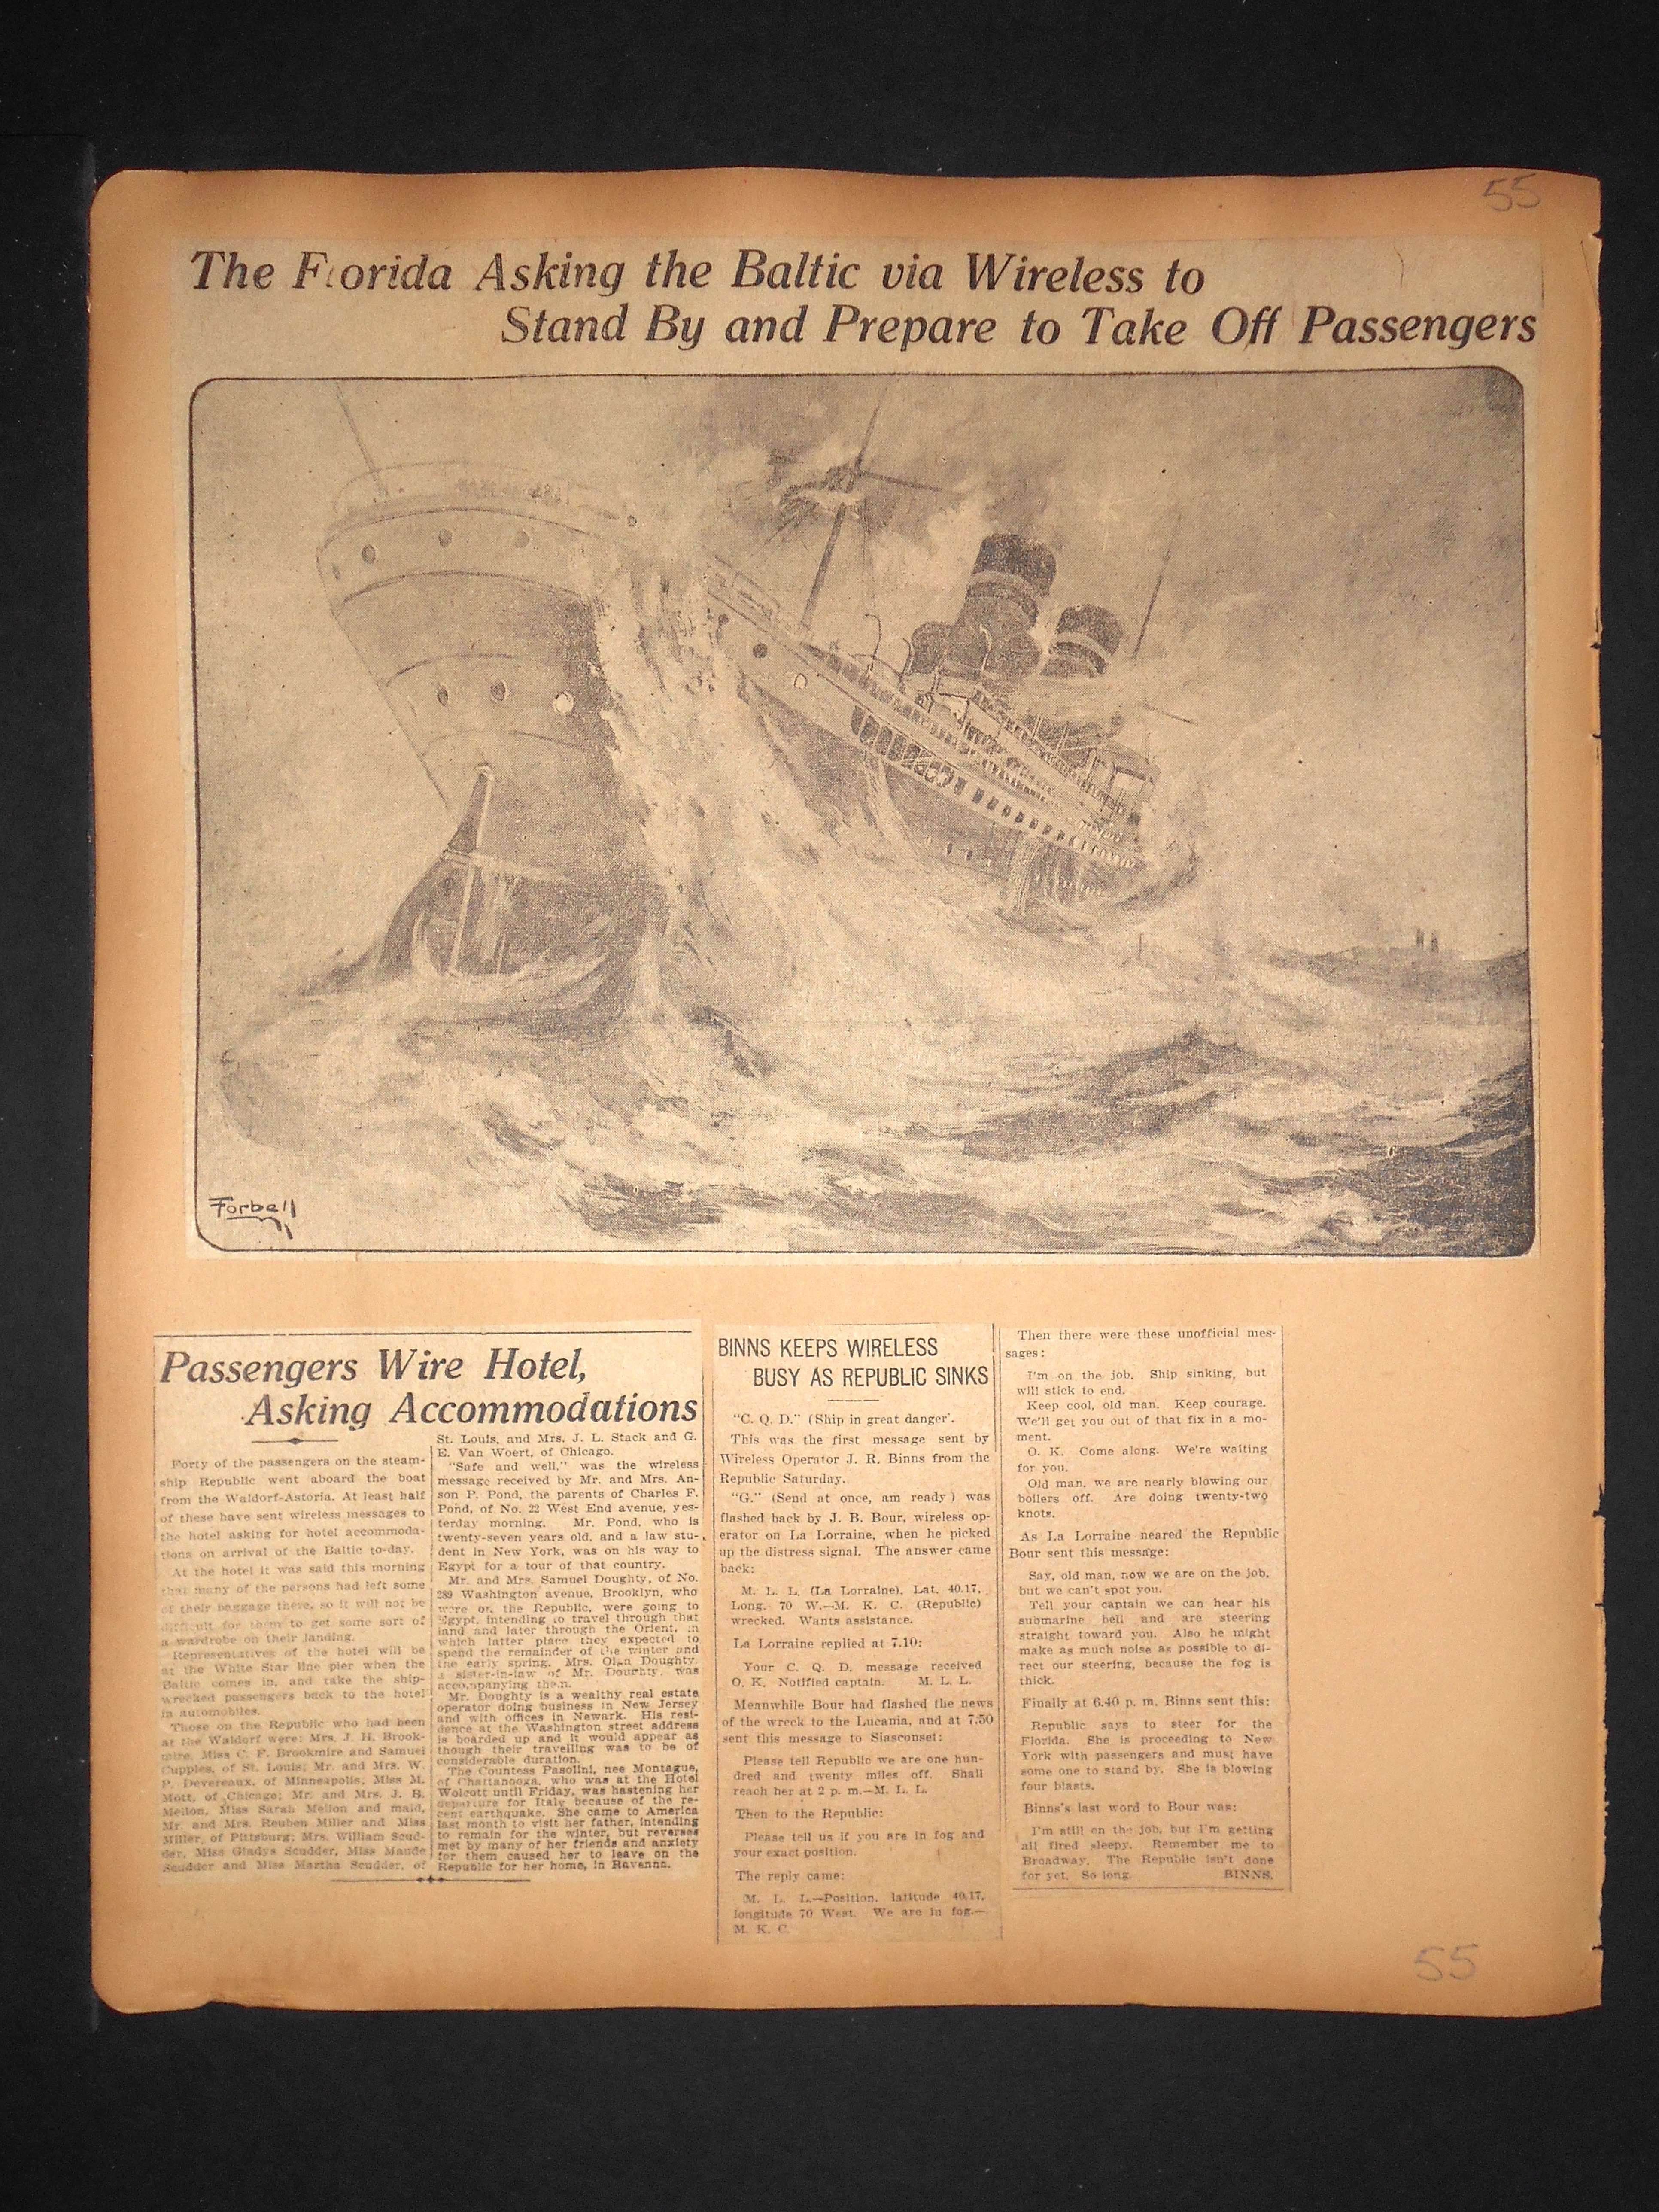 55
The Florida Asking the Baltic via Wireless to
Stand By and Prepare to Take Off Passengers
Forbell
Passengers Wire Hotel,
Asking Accommodations
Forty of the passengers on the steam-
ship Republic went aboard the boat
from the Waldorf-Astoria. At least half
of these have sent wireless messages to
the hotel asking for hotel accommoda-
tions on arrival of the Baltic to-day.
At the hotel it was said this morning
that many of the persons had left some
of their baggage there, so it will not be
difficult for them to get some sort of
a wardrobe on their landing.
Representatives of the hotel will be
at the White Star line pier when the
Baltic comes in, and take the ship-
wrecked passengers back to the hotel
in automobiles.
Those on the Republic who had been
at the Waldorf were: Mrs. J. H. Brook-
mire, Miss C. F. Brookmire and Samuel
Cupples, of St. Louis; Mr. and Mrs. W.
P. Devereaux, of Minneapolis; Miss M.
Mott, of Chicago; Mr. and Mrs. J. B.
Mellon, Miss Sarah Mellon and maid,
Mr. and Mrs. Reuben Miller and Miss
Miller, of Pittsburg; Mrs. William Scud-
der, Miss Gladys Scudder, Miss Maude
Scudder and Miss Martha Scudder, of
St. Louis, and Mrs. J. L. Stack and G.
E. Van Woert, of Chicago.
"Safe and well," was the wireless
message received by Mr. and Mrs. An-
son P. Pond, the parents of Charles F.
Pond, of No. 22 West End avenue, yes-
terday morning. Mr. Pond, who is
twenty-seven years old, and a law stu-
dent in New York, was on his way to
Egypt for a tour of that country.
Mr. and Mrs. Samuel Doughty, of No.
289 Washington avenue, Brooklyn, who
were on the Republic, were going to
Egypt, intending to travel through that
land and later through the Orient, in
which latter place they expected to
spend the remainder of the winter and
the early spring. Mrs. Olga Doughty,
a sister-in-law of Mr. Doughty, was
accompanying them.
Mr. Doughty is a wealthy real estate
operator doing business in New Jersey
and with offices in Newark. His resi-
dence at the Washington street address
is boarded up and it would appear as
though their travelling was to be of
considerable duration.
The Countess Pasolini, nee Montague,
of Chattanooga, who was at the Hotel
Wolcott until Friday, was hastening her
departure for Italy because of the re-
cent earthquake. She came to America
last month to visit her father, intending
to remain for the winter, but reverses
met by many of her friends and anxiety
for them caused her to leave on the
Republic for her home, in Ravenna.
BINNS KEEPS WIRELESS
BUSY AS REPUBLIC SINKS
"C. Q. D." (Ship in great danger'.
This was the first message sent by
Wireless Operator J. R. Binns from the
Republic Saturday.
"G." (Send at once, am ready) was
flashed back by J. B. Bour, wireless op-
erator on La Lorraine, when he picked
up the distress signal. The answer came
back:
M. L. L. (La Lorraine). Lat. 40.17.
Long. 70 W.—M. K. C. (Republic)
wrecked. Wants assistance.
La Lorraine replied at 7.10:
Your C. Q. D. message received
O. K. Notified captain. M. L. L.
Meanwhile Bour had flashed the news
of the wreck to the Lucania, and at 7.50
sent this message to Siasconset:
Please tell Republic we are one hun-
dred and twenty miles off. Shall
reach her at 2 p. m.—M. L. L.
Then to the Republic:
Please tell us if you are in fog and
your exact position.
The reply came:
M. L. L.—Position, latitude 40.17,
longitude 70 West. We are in fog.—
M. K. C.
Then there were these unofficial mes-
sages:
I'm on the job. Ship sinking, but
will stick to end.
Keep cool, old man. Keep courage.
We'll get you out of that fix in a mo-
ment.
O. K. Come along. We're waiting
for you.
Old man, we are nearly blowing our
boilers off. Are doing twenty-two
knots.
As La Lorraine neared the Republic
Bour sent this message:
Say, old man, now we are on the job,
but we can't spot you.
Tell your captain we can hear his
submarine bell and are steering
straight toward you. Also he might
make as much noise as possible to di-
rect our steering, because the fog is
thick.
Finally at 6.40 p. m. Binns sent this:
Republic says to steer for the
Florida. She is proceeding to New
York with passengers and must have
some one to stand by. She is blowing
four blasts.
Binns's last word to Bour was:
I'm still on the job, but I'm getting
all fired sleepy. Remember me to
Broadway. The Republic isn't done
for yet. So long. BINNS.
55